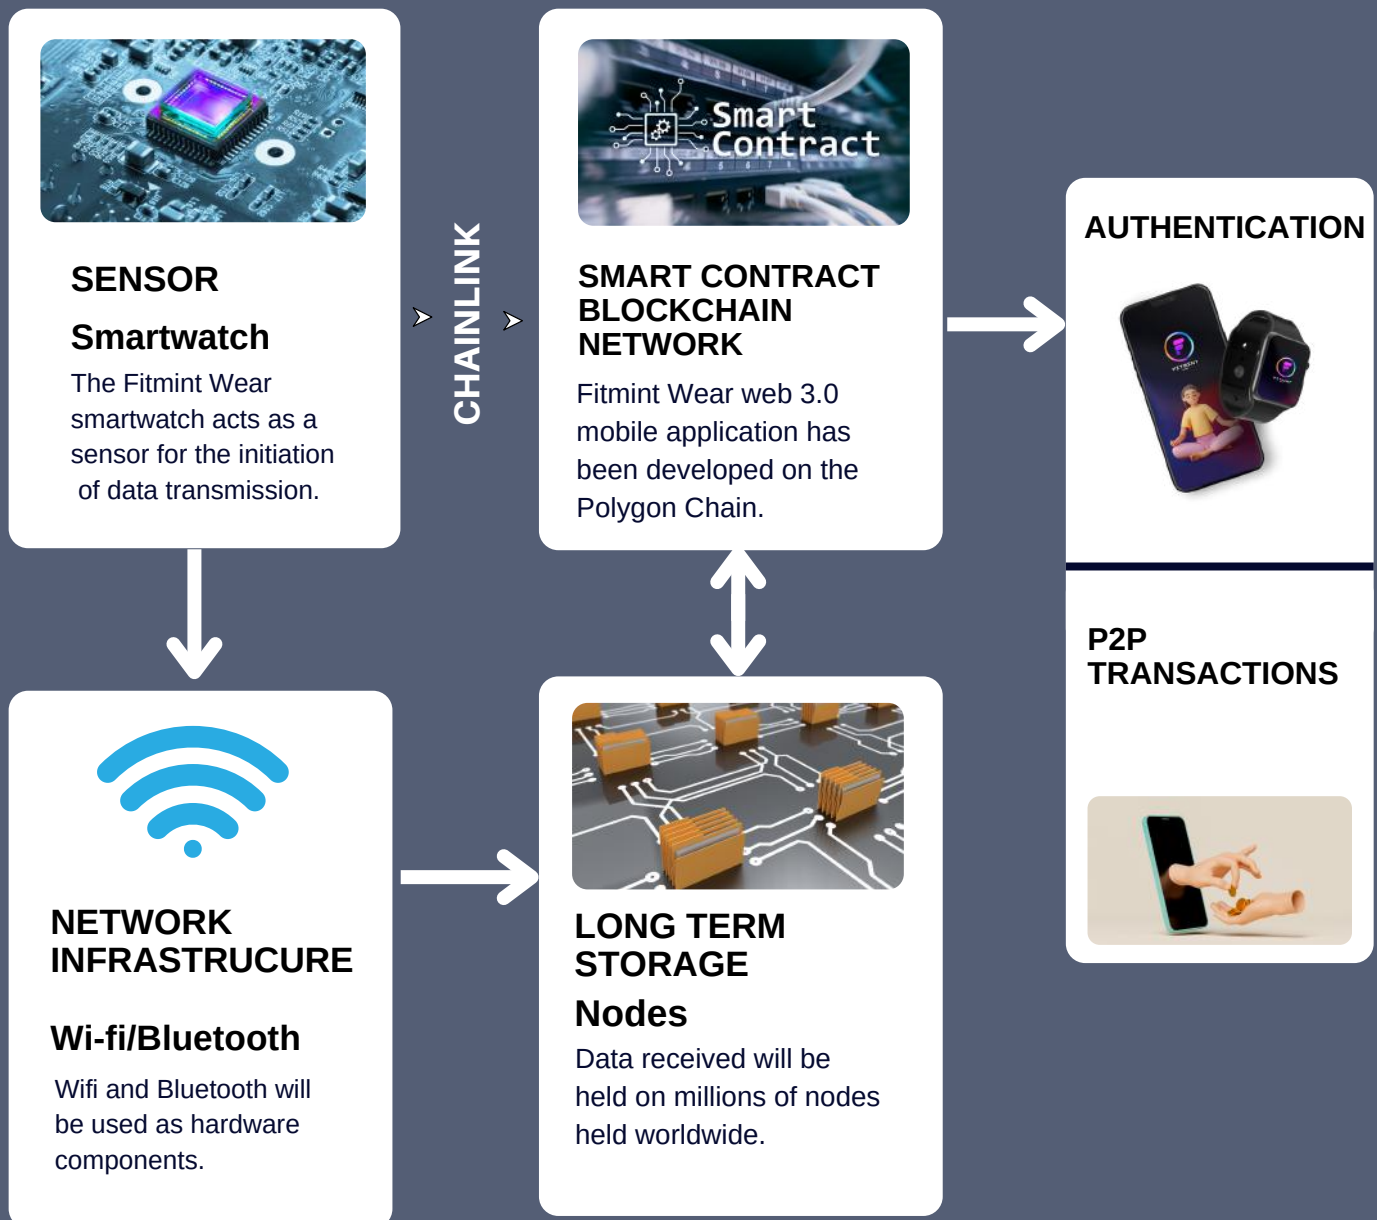 SENSOR
Smartwatch
The Fitmint Wear
smartwatch acts as a
sensor for the initiation
of data transmission.
CHAINLINK
Smart
Contract
SMART CONTRACT
BLOCKCHAIN
NETWORK
Fitmint Wear web 3.0
mobile application has
been developed on the
Polygon Chain.
AUTHENTICATION
P2P
TRANSACTIONS
NETWORK
INFRASTRUCURE
Wi-fi/Bluetooth
Wifi and Bluetooth will
be used as hardware
components.
LONG TERM
STORAGE
Nodes
Data received will be
held on millions of nodes
held worldwide.